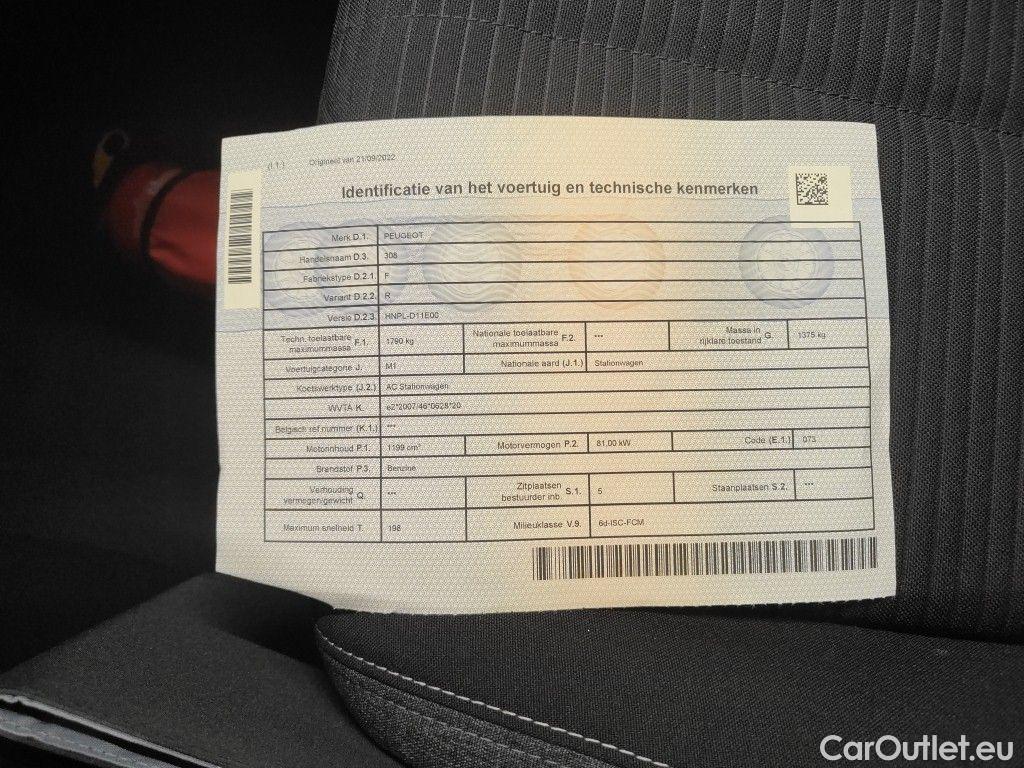 (I.1.) Origineel van 21/09/2022
Identificatie van het voertuig en technische kenmerken
Merk D.1. PEUGEOT
Handelsnaam D.3. 308
Fabriekstype D.2.1. F
Variant D.2.2. R
Versie D.2.3. HNPL-D11E00
Techn. toelaatbare maximummassa F.1. 1790 kg Nationale toelaatbare maximummassa F.2. --- Massa in rijklare toestand G. 1375 kg
Voertuigcategorie J. M1 Nationale aard (J.1.) Stationwagen
Koetswerktype (J.2.) AC Stationwagen
WVTA K. e2*2007/46*0628*20
Belgisch ref nummer (K.1.) ---
Motorinhoud P.1. 1199 cm³ Motorvermogen P.2. 81,00 kW Code (E.1.) 073
Brandstof P.3. Benzine
Verhouding vermogen/gewicht Q. --- Zitplaatsen bestuurder inb. S.1. 5 Staanplaatsen S.2. ---
Maximum snelheid T. 198 Milieuklasse V.9. 6d-ISC-FCM
CarOutlet.eu